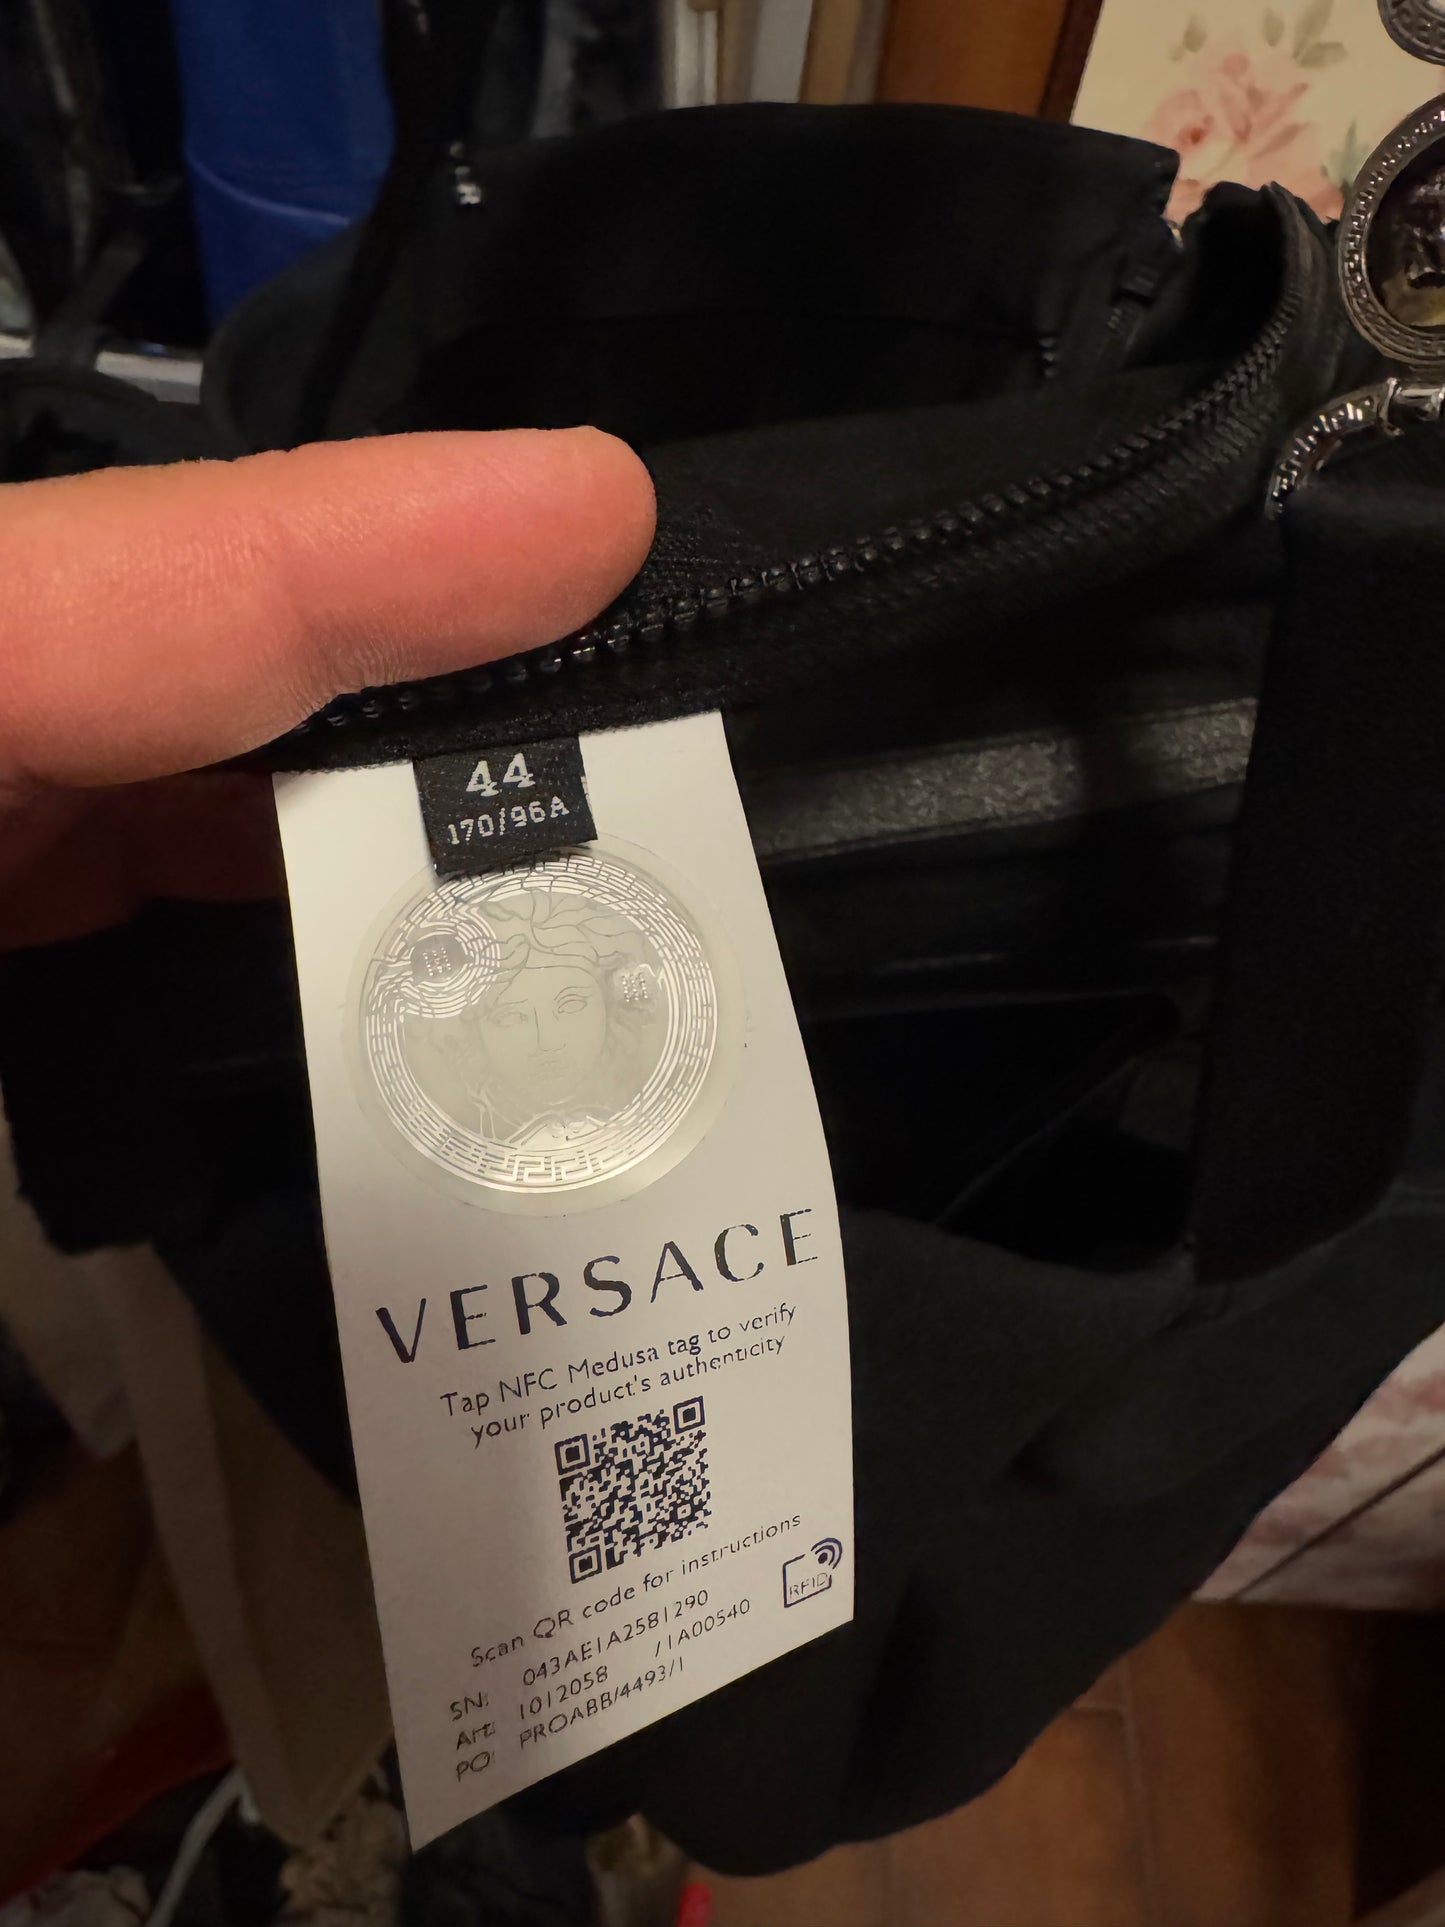 44
170/96A
VERSACE
Tap NFC Medusa tag to verify
your product's authenticity
Scan QR code for instructions
RFID
SN: 043AE1A2581290
Art: 1012058 /1A00540
PO: PROABB/4493/1